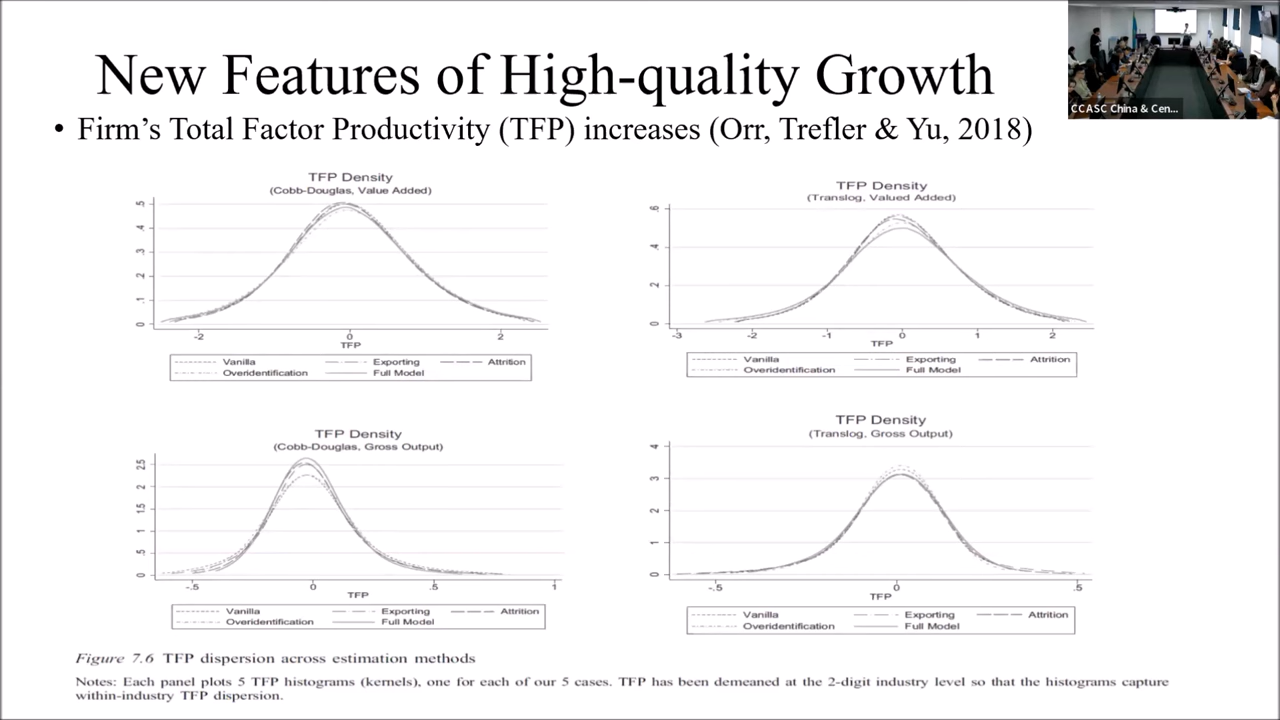 New Features of High-quality Growth
CCASC China & Cen...
• Firm's Total Factor Productivity (TFP) increases (Orr, Trefler & Yu, 2018)
TFP Density
(Cobb-Douglas, Value Added)
.5
.4
.3
.2
.1
0
-2 0 2
TFP
Vanilla Exporting Attrition
Overidentification Full Model
TFP Density
(Translog, Valued Added)
.6
.4
.2
0
-3 -2 -1 0 1 2
TFP
Vanilla Exporting Attrition
Overidentification Full Model
TFP Density
(Cobb-Douglas, Gross Output)
2.5
2
1.5
1
.5
0
-.5 0 .5 1
TFP
Vanilla Exporting Attrition
Overidentification Full Model
TFP Density
(Translog, Gross Output)
4
3
2
1
0
-.5 0 .5
TFP
Vanilla Exporting Attrition
Overidentification Full Model
Figure 7.6 TFP dispersion across estimation methods
Notes: Each panel plots 5 TFP histograms (kernels), one for each of our 5 cases. TFP has been demeaned at the 2-digit industry level so that the histograms capture
within-industry TFP dispersion.